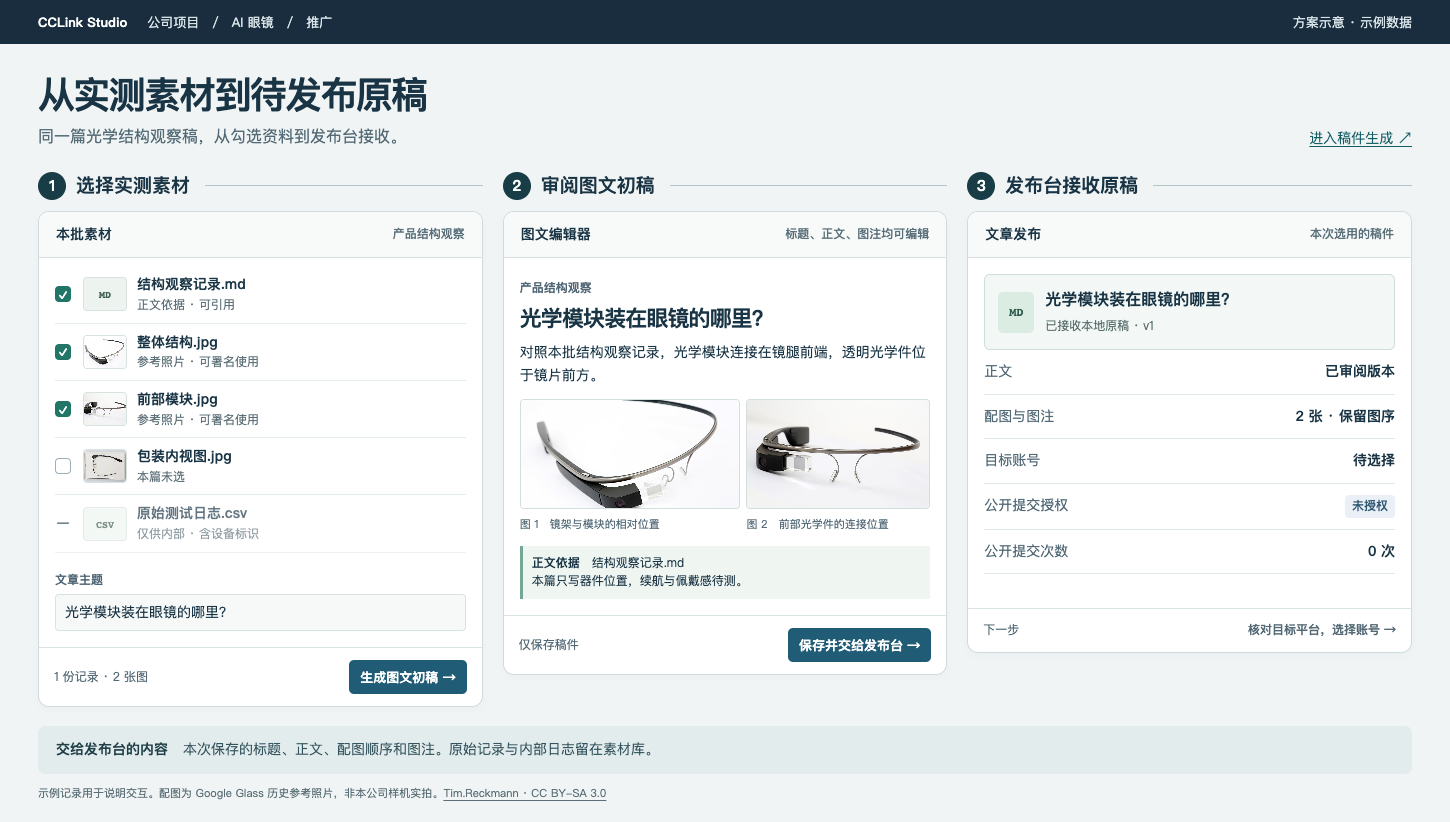 CCLink Studio 公司项目 / AI 眼镜 / 推广
方案示意 · 示例数据
从实测素材到待发布原稿
同一篇光学结构观察稿，从勾选资料到发布台接收。
进入稿件生成 ↗
1 选择实测素材
本批素材 产品结构观察
MD 结构观察记录.md
正文依据 · 可引用
整体结构.jpg
参考照片 · 可署名使用
前部模块.jpg
参考照片 · 可署名使用
包装内视图.jpg
本篇未选
CSV 原始测试日志.csv
仅供内部 · 含设备标识
文章主题
光学模块装在眼镜的哪里？
1 份记录 · 2 张图 生成图文初稿 →
2 审阅图文初稿
图文编辑器 标题、正文、图注均可编辑
产品结构观察
光学模块装在眼镜的哪里？
对照本批结构观察记录，光学模块连接在镜腿前端，透明光学件位
于镜片前方。
图 1 镜架与模块的相对位置
图 2 前部光学件的连接位置
正文依据 结构观察记录.md
本篇只写器件位置，续航与佩戴感待测。
仅保存稿件 保存并交给发布台 →
3 发布台接收原稿
文章发布 本次选用的稿件
MD 光学模块装在眼镜的哪里？
已接收本地原稿 · v1
正文 已审阅版本
配图与图注 2 张 · 保留图序
目标账号 待选择
公开提交授权 未授权
公开提交次数 0 次
下一步 核对目标平台，选择账号 →
交给发布台的内容 本次保存的标题、正文、配图顺序和图注。原始记录与内部日志留在素材库。
示例记录用于说明交互。配图为 Google Glass 历史参考照片，非本公司样机实拍。Tim.Reckmann · CC BY-SA 3.0